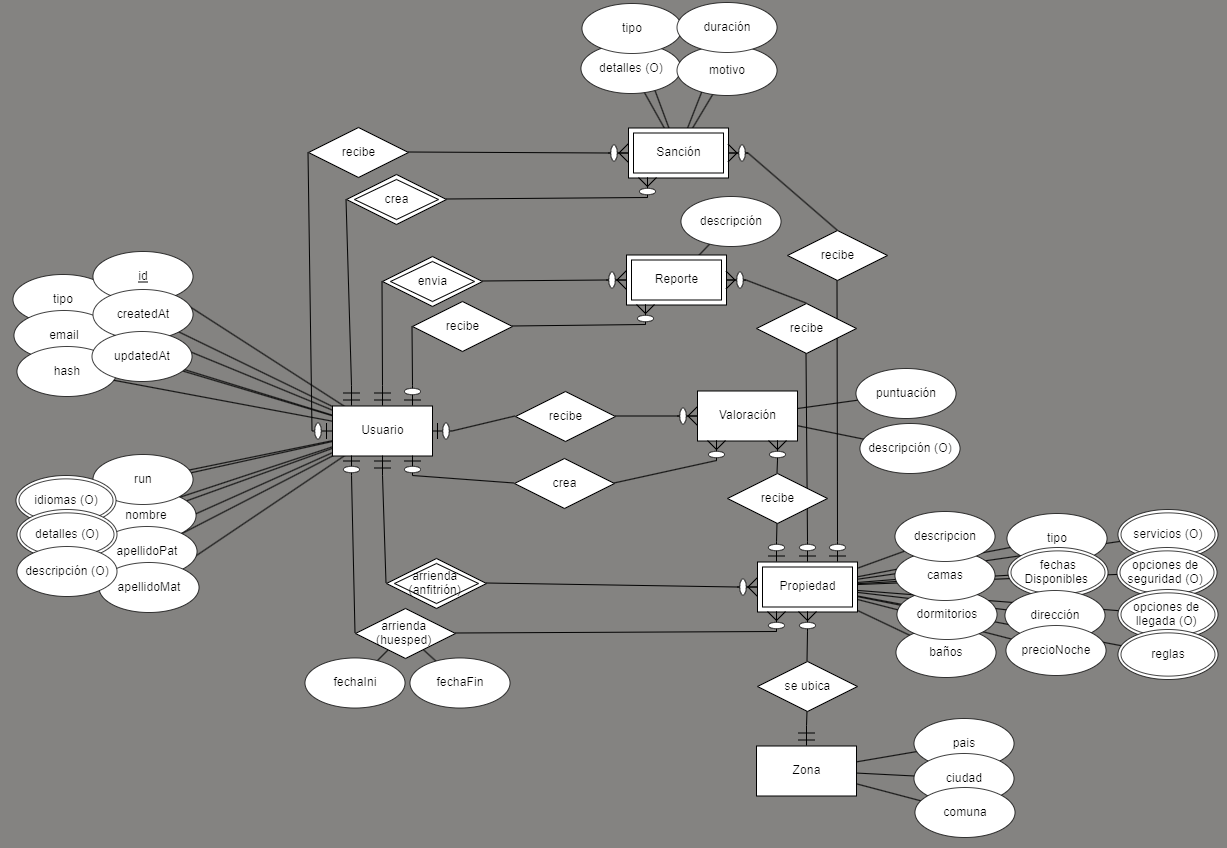 tipo
duración
detalles (O)
motivo
recibe
Sanción
crea
descripción
recibe
envia
Reporte
id
tipo
createdAt
email
updatedAt
hash
recibe
recibe
puntuación
Usuario
recibe
Valoración
descripción (O)
run
idiomas (O)
nombre
detalles (O)
apellidoPat
descripción (O)
apellidoMat
crea
recibe
descripcion
tipo
servicios (O)
camas
fechas
Disponibles
opciones de
seguridad (O)
arrienda
(anfitrión)
Propiedad
dormitorios
dirección
opciones de
llegada (O)
arrienda
(huesped)
baños
precioNoche
reglas
fechaIni
fechaFin
se ubica
pais
Zona
ciudad
comuna